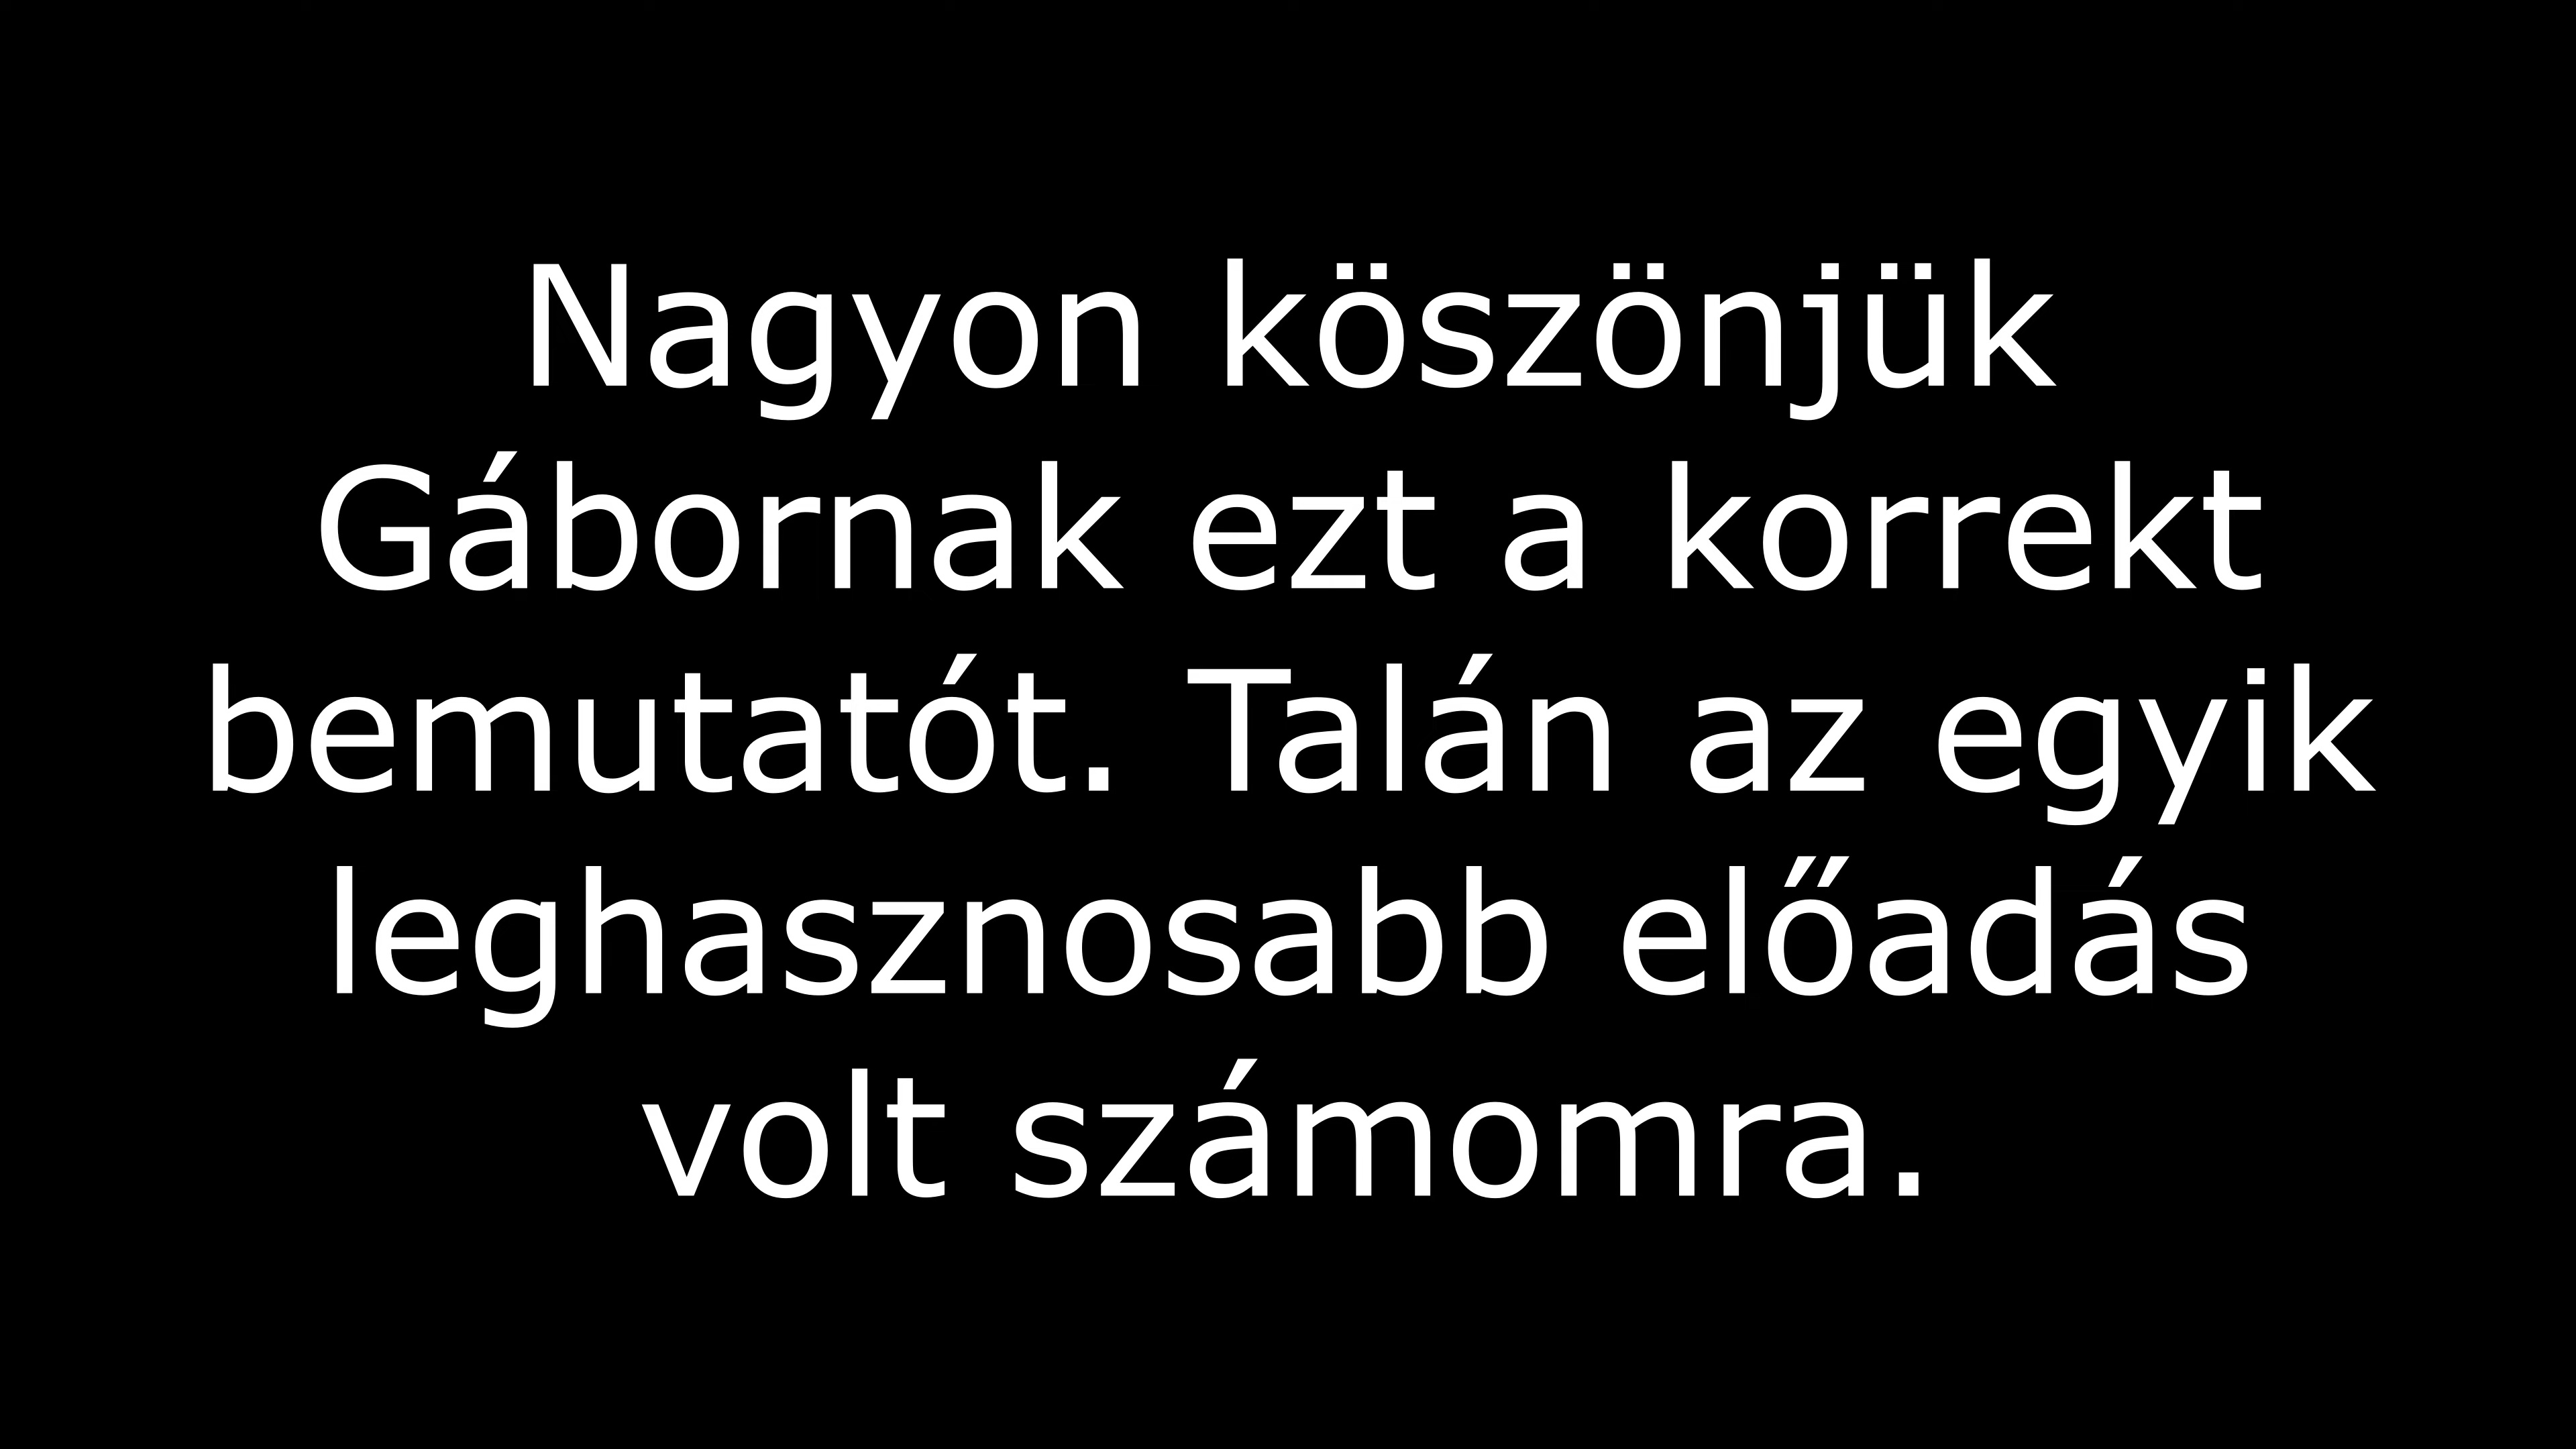 Nagyon köszönjük
Gábornak ezt a korrekt
bemutatót. Talán az egyik
leghasznosabb előadás
volt számomra.